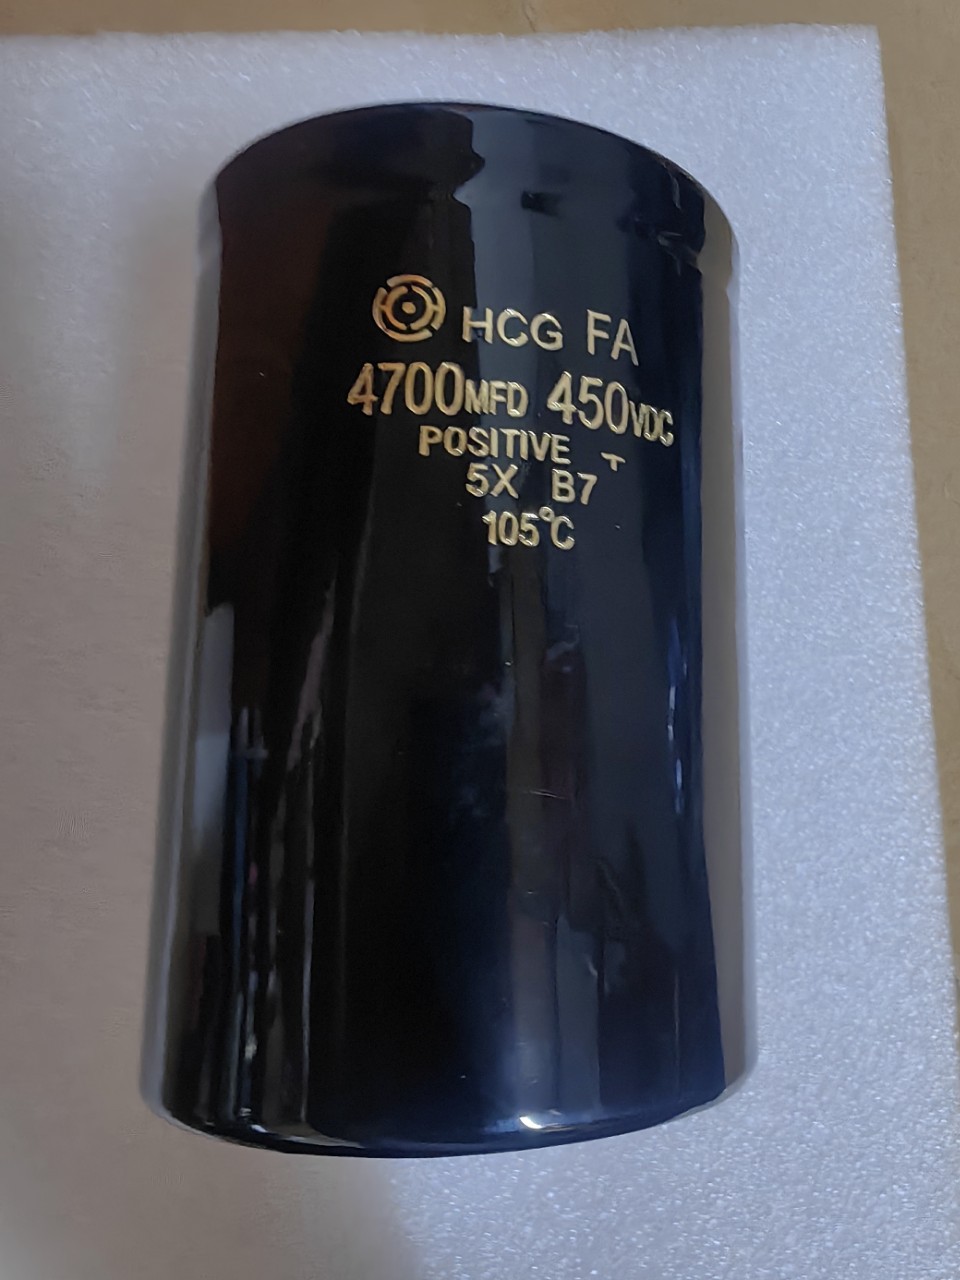 HCG FA
4700MFD 450VDC
POSITIVE T
5X B7
105°C